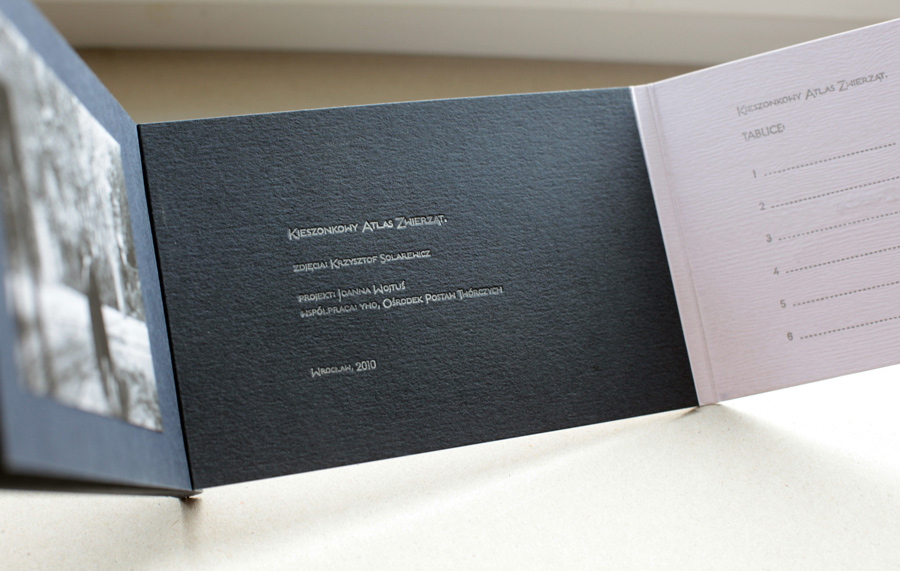 Kieszonkowy Atlas Zwierząt.
zdjęcia: Krzysztof Solarewicz
projekt: Joanna Wojtuś
współpraca: yho, Ośrodek Postaw Twórczych
Wrocław, 2010
Kieszonkowy Atlas Zwierząt.
TABLICE:
1
2
3
4
5
6